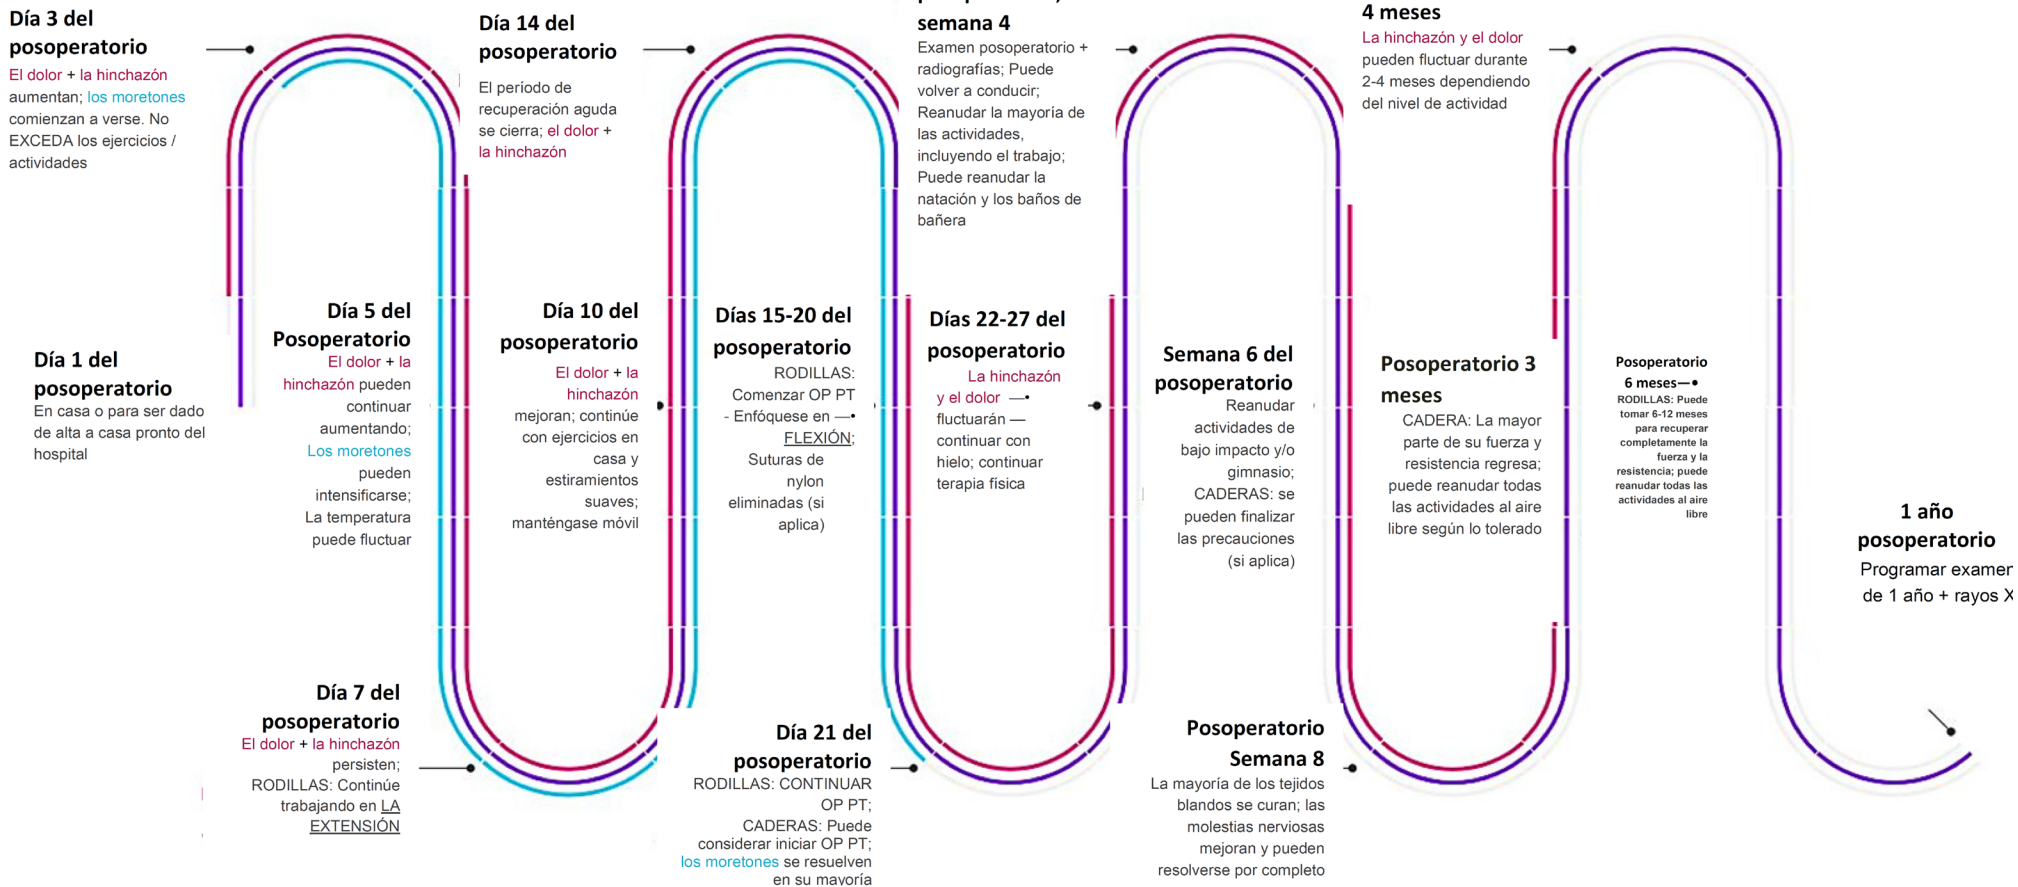 Día 3 del
posoperatorio
El dolor + la hinchazón
aumentan; los moretones
comienzan a verse. No
EXCEDA los ejercicios /
actividades
Día 1 del
posoperatorio
En casa o para ser dado
de alta a casa pronto del
hospital
Día 5 del
Posoperatorio
El dolor + la
hinchazón pueden
continuar
aumentando;
Los moretones
pueden
intensificarse;
La temperatura
puede fluctuar
Día 7 del
posoperatorio
El dolor + la hinchazón
persisten;
RODILLAS: Continúe
trabajando en LA
EXTENSIÓN
Día 10 del
posoperatorio
El dolor + la
hinchazón
mejoran; continúe
con ejercicios en
casa y
estiramientos
suaves;
manténgase móvil
Día 14 del
posoperatorio
El período de
recuperación aguda
se cierra; el dolor +
la hinchazón
Días 15-20 del
posoperatorio
RODILLAS:
Comenzar OP PT
- Enfóquese en —•
FLEXIÓN;
Suturas de
nylon
eliminadas (si
aplica)
Día 21 del
posoperatorio
RODILLAS: CONTINUAR
OP PT;
CADERAS: Puede
considerar iniciar OP PT;
los moretones se resuelven
en su mayoría
Días 22-27 del
posoperatorio
La hinchazón
y el dolor —•
fluctuarán —
continuar con
hielo; continuar
terapia física
semana 4
Examen posoperatorio +
radiografías; Puede
volver a conducir;
Reanudar la mayoría de
las actividades,
incluyendo el trabajo;
Puede reanudar la
natación y los baños de
bañera
Semana 6 del
posoperatorio
Reanudar
actividades de
bajo impacto y/o
gimnasio;
CADERAS: se
pueden finalizar
las precauciones
(si aplica)
Posoperatorio
Semana 8
La mayoría de los tejidos
blandos se curan; las
molestias nerviosas
mejoran y pueden
resolverse por completo
Posoperatorio 3
meses
CADERA: La mayor
parte de su fuerza y
resistencia regresa;
puede reanudar todas
las actividades al aire
libre según lo tolerado
4 meses
La hinchazón y el dolor
pueden fluctuar durante
2-4 meses dependiendo
del nivel de actividad
Posoperatorio
6 meses—•
RODILLAS: Puede
tomar 6-12 meses
para recuperar
completamente la
fuerza y la
resistencia; puede
reanudar todas las
actividades al aire
libre
1 año
posoperatorio
Programar examen
de 1 año + rayos X